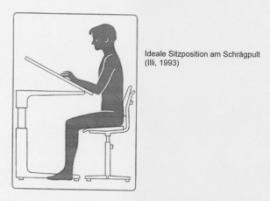 Ideale Sitzposition am Schrägpult
(Illi, 1993)